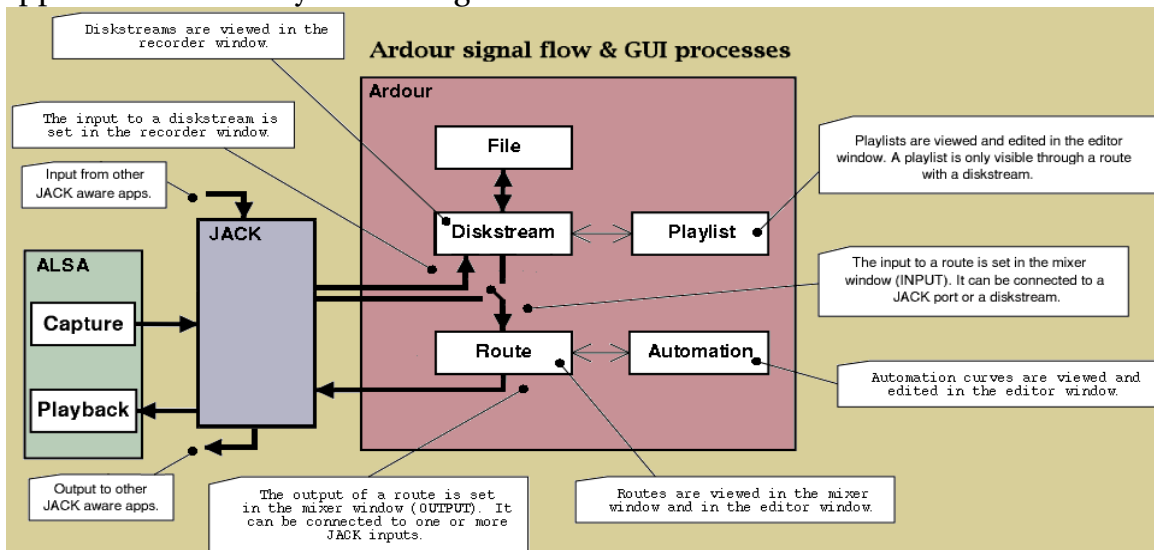 Diskstreams are viewed in the
recorder window.
Ardour signal flow & GUI processes
Ardour
The input to a diskstream is
set in the recorder window.
File
Playlists are viewed and edited in the editor
window. A playlist is only visible through a route
with a diskstream.
Input from other
JACK aware apps.
JACK
Diskstream
Playlist
ALSA
The input to a route is set in the mixer
window (INPUT). It can be connected to a
JACK port or a diskstream.
Capture
Route
Automation
Automation curves are viewed and
edited in the editor window.
Playback
Output to other
JACK aware apps.
The output of a route is set
in the mixer window (OUTPUT). It
can be connected to one or more
JACK inputs.
Routes are viewed in the mixer
window and in the editor window.